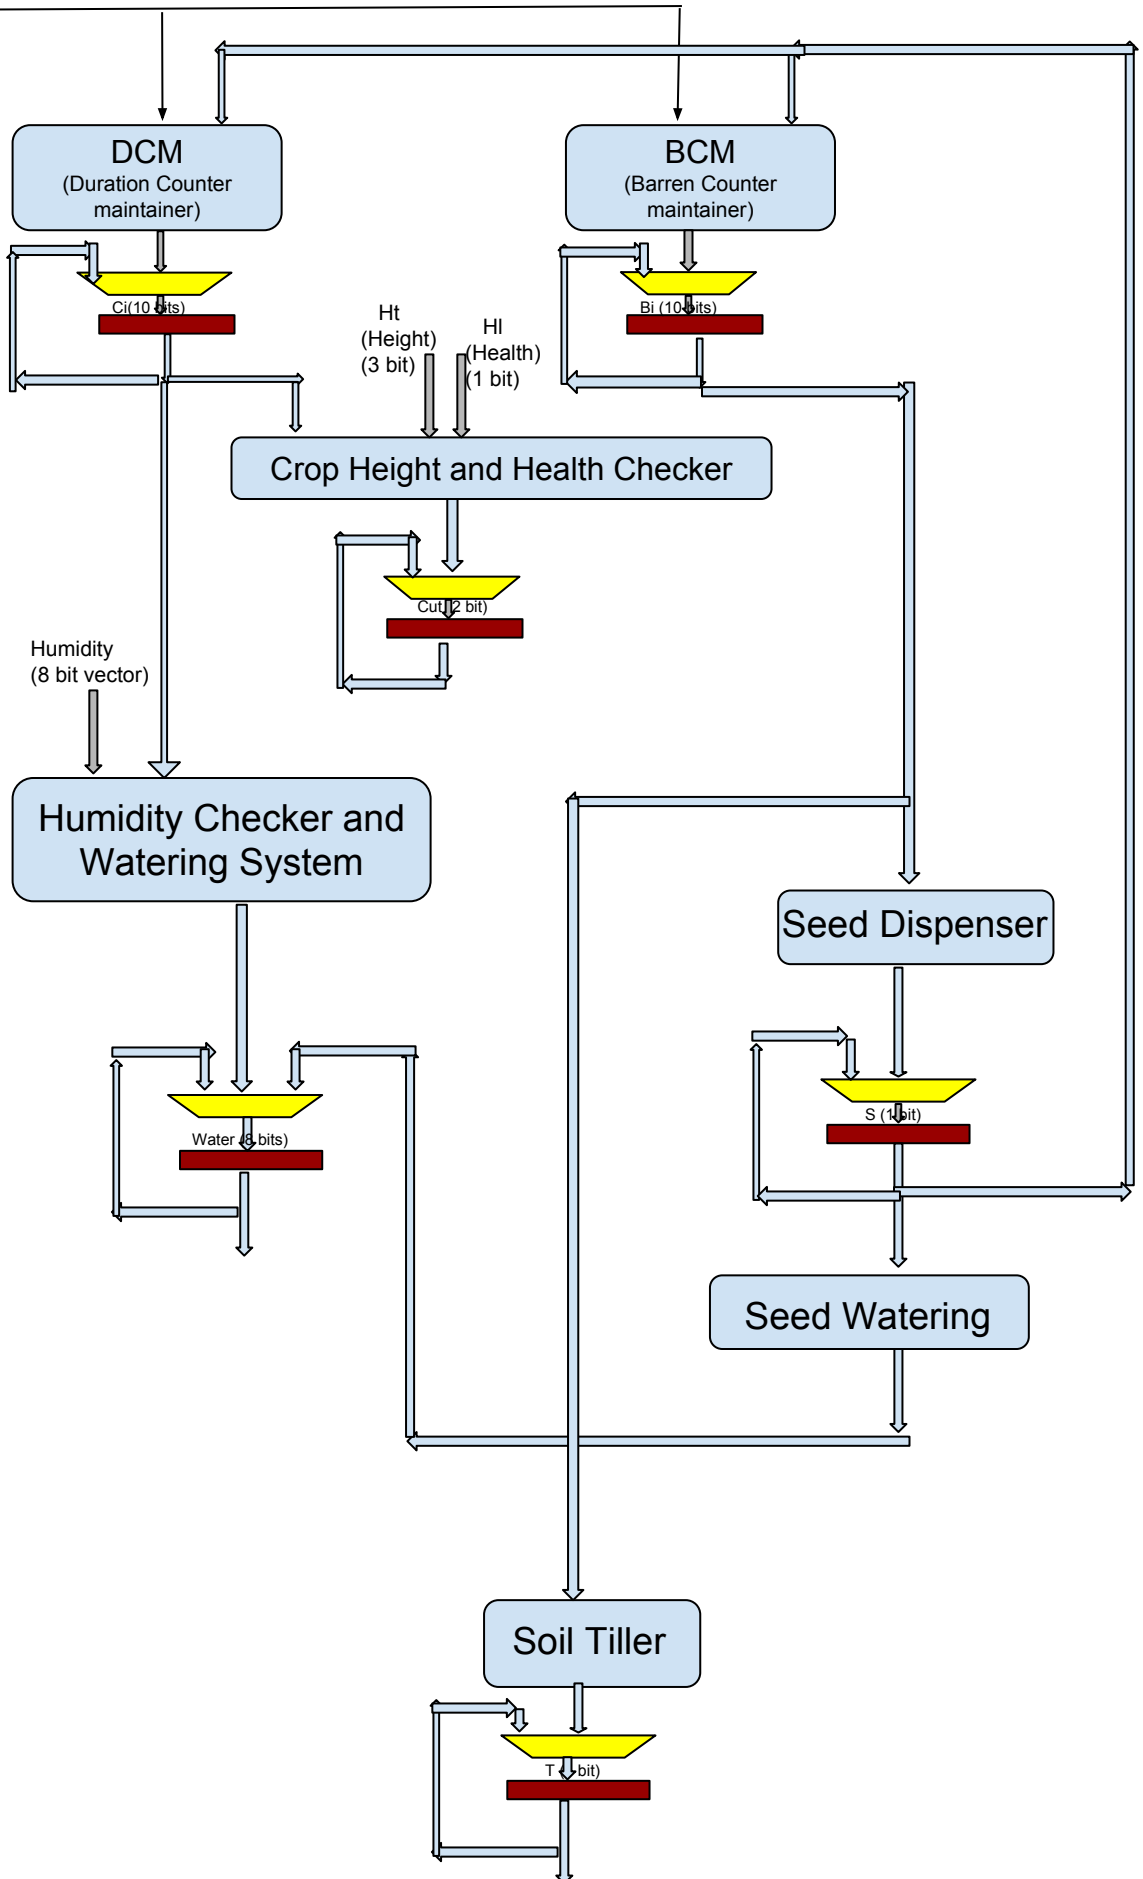 DCM
(Duration Counter
maintainer)
BCM
(Barren Counter
maintainer)
Ci(10 bits)
Bi (10 bits)
Ht
(Height)
(3 bit)
Hl
(Health)
(1 bit)
Crop Height and Health Checker
Cut (2 bit)
Humidity
(8 bit vector)
Humidity Checker and
Watering System
Seed Dispenser
S (1 bit)
Water (8 bits)
Seed Watering
Soil Tiller
T ( bit)